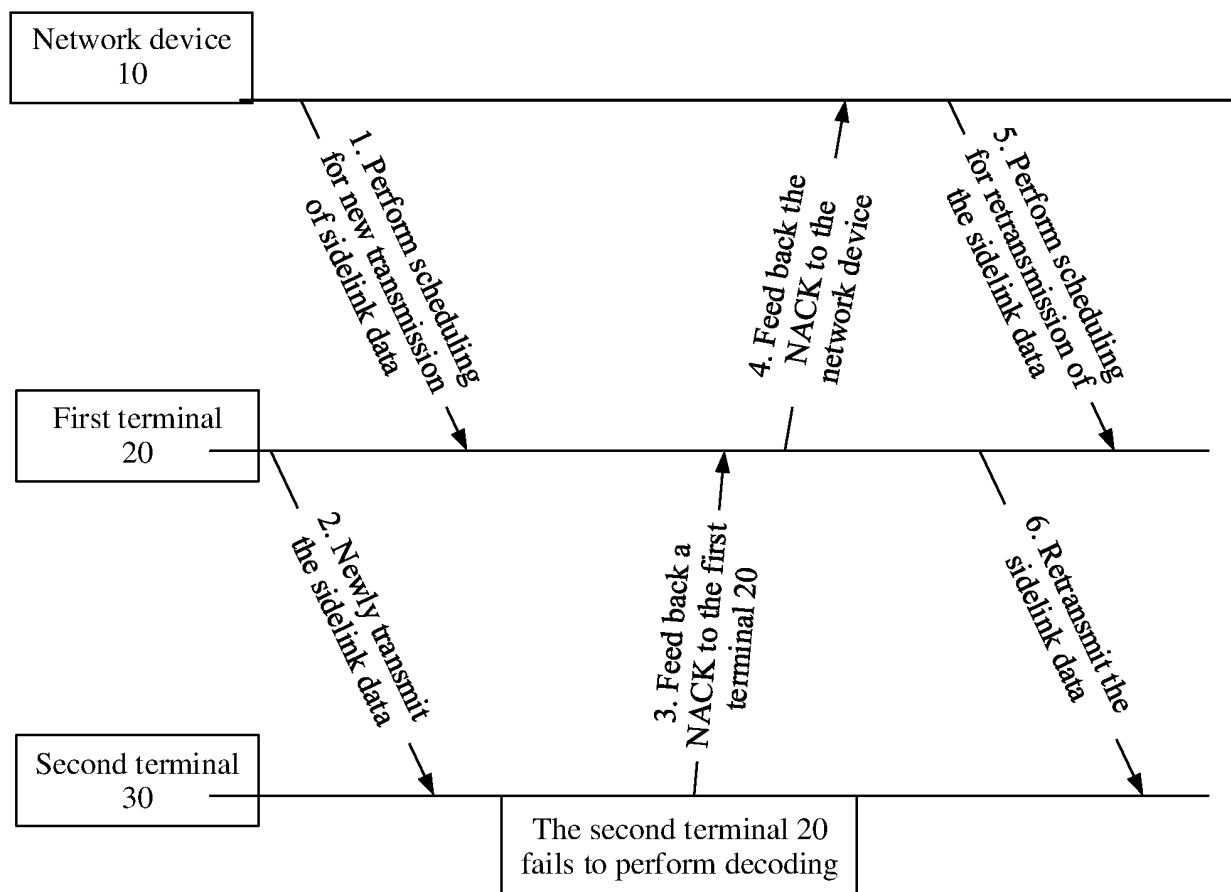 Network device
10
1. Perform scheduling
for new transmission
of sidelink data
4. Feed back the
NACK to the
network device
5. Perform scheduling
for retransmission of
the sidelink data
First terminal
20
2. Newly transmit
the sidelink data
3. Feed back a
NACK to the first
terminal 20
6. Retransmit the
sidelink data
Second terminal
30
The second terminal 20
fails to perform decoding